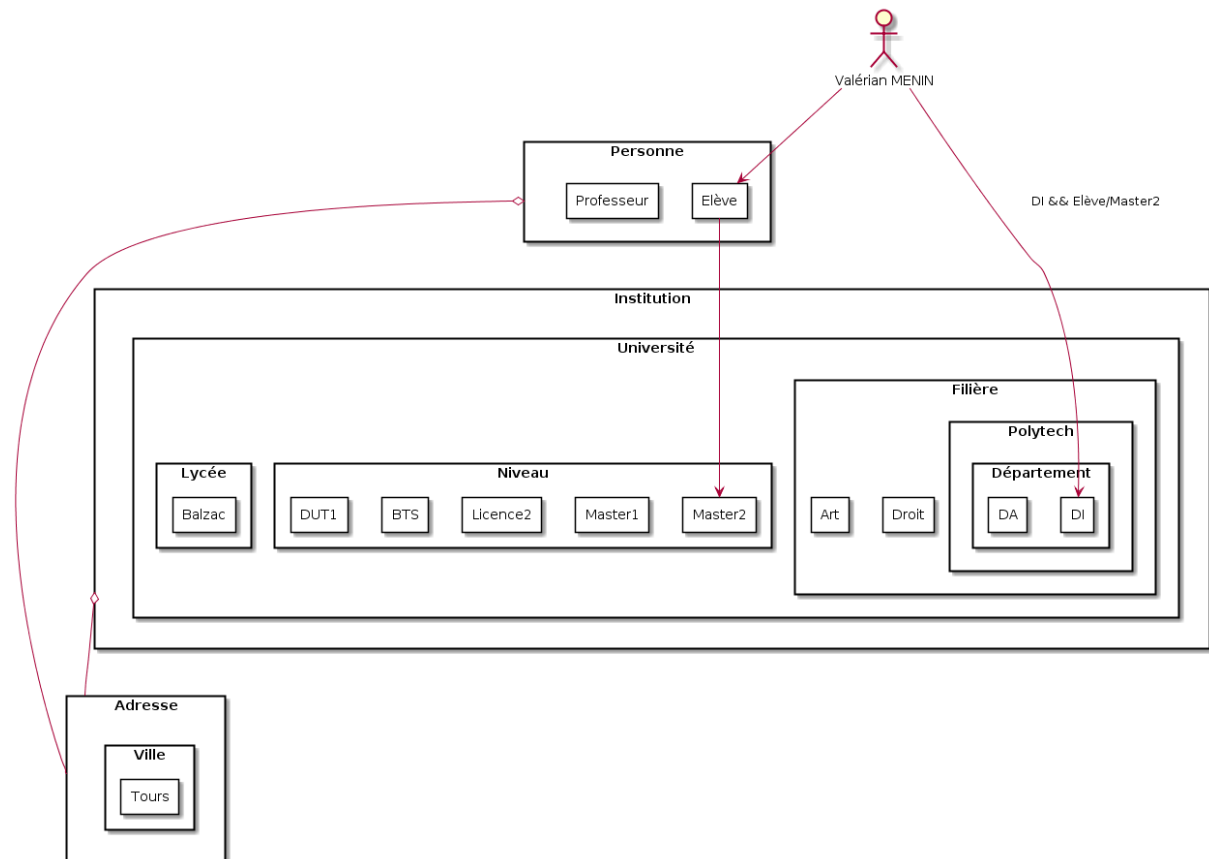 Valérian MENIN
Personne
Professeur
Elève
DI && Elève/Master2
Institution
Université
Filière
Polytech
Lycée
Niveau
Département
Balzac
DUT1
BTS
Licence2
Master1
Master2
Art
Droit
DA
DI
Adresse
Ville
Tours